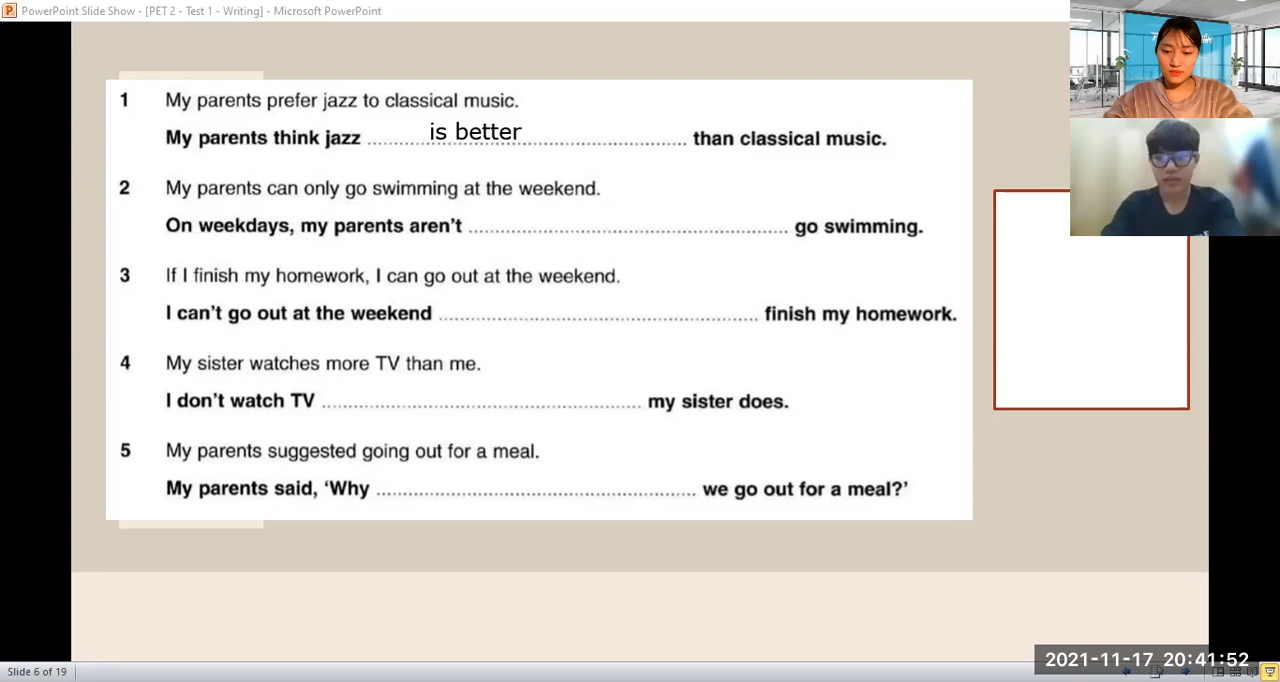 PowerPoint Slide Show - [PET 2 - Test 1 - Writing] - Microsoft PowerPoint
1 My parents prefer jazz to classical music.
My parents think jazz ........ is better ........ than classical music.
2 My parents can only go swimming at the weekend.
On weekdays, my parents aren't ........ go swimming.
3 If I finish my homework, I can go out at the weekend.
I can't go out at the weekend ........ finish my homework.
4 My sister watches more TV than me.
I don't watch TV ........ my sister does.
5 My parents suggested going out for a meal.
My parents said, 'Why ........ we go out for a meal?'
2021-11-17 20:41:52
Slide 6 of 19